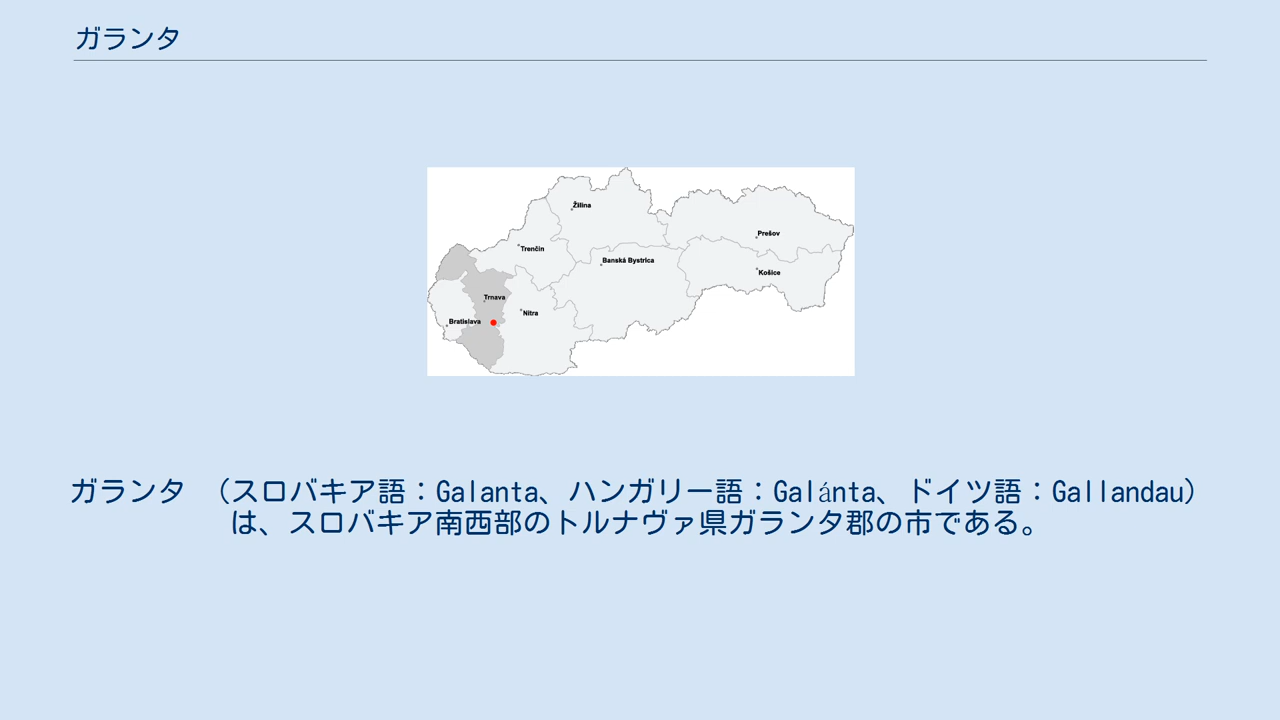 ガランタ
Žilina
Prešov
Trenčín
Banská Bystrica
Košice
Trnava
Nitra
Bratislava
ガランタ （スロバキア語：Galanta、ハンガリー語：Galánta、ドイツ語：Gallandau）
は、スロバキア南西部のトルナヴァ県ガランタ郡の市である。